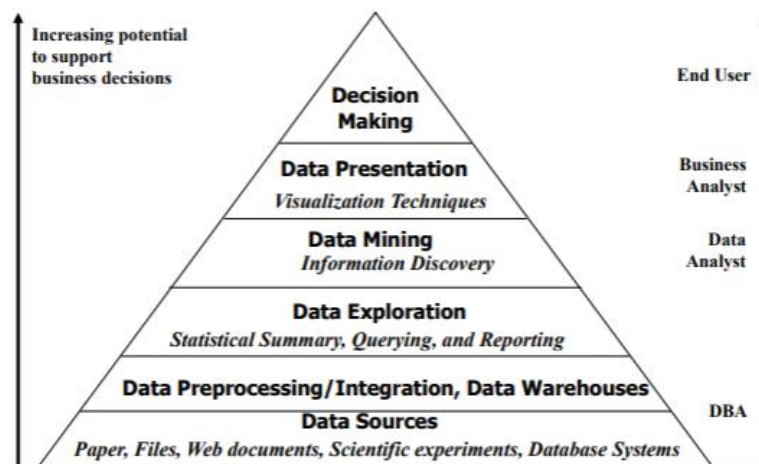 Increasing potential
to support
business decisions
End User
Decision
Making
Data Presentation
Visualization Techniques
Business
Analyst
Data Mining
Information Discovery
Data
Analyst
Data Exploration
Statistical Summary, Querying, and Reporting
Data Preprocessing/Integration, Data Warehouses
DBA
Data Sources
Paper, Files, Web documents, Scientific experiments, Database Systems